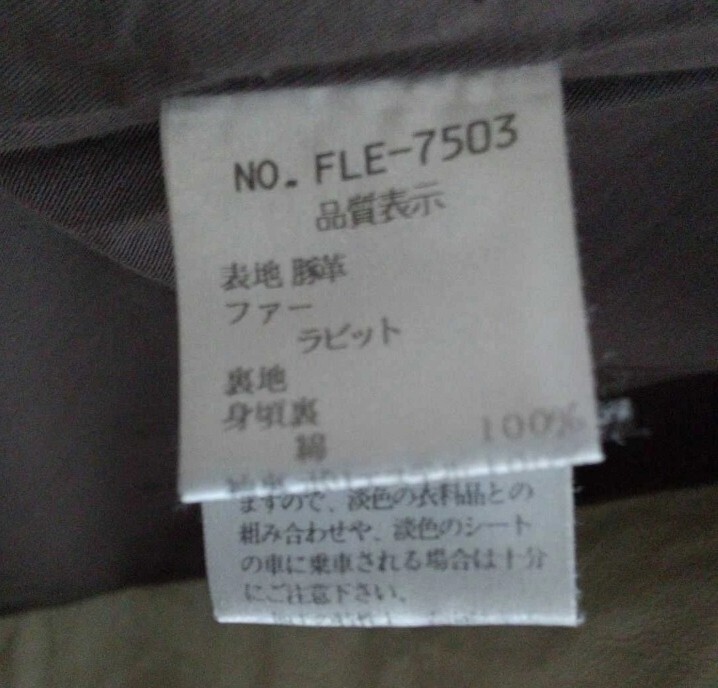 NO. FLE-7503
品質表示
表地 豚革
ファー
ラビット
裏地
身頃裏
綿 100%
ますので、淡色の衣料品との
組み合わせや、淡色のシート
の車に乗車される場合は十分
にご注意下さい。